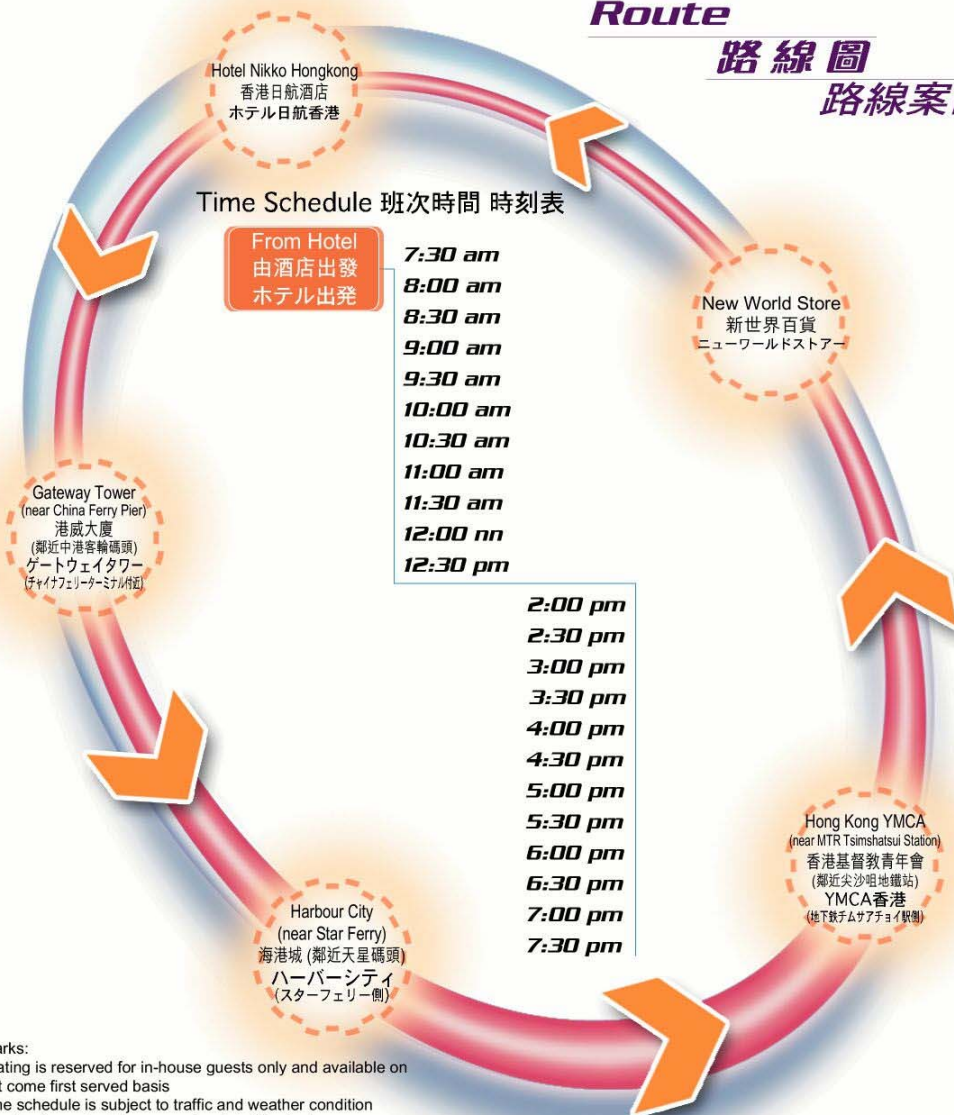 Route
路線圖
路線案
Hotel Nikko Hongkong
香港日航酒店
ホテル日航香港
Time Schedule 班次時間 時刻表
From Hotel
由酒店出發
ホテル出発
7:30 am
8:00 am
8:30 am
9:00 am
9:30 am
10:00 am
10:30 am
11:00 am
11:30 am
12:00 nn
12:30 pm
2:00 pm
2:30 pm
3:00 pm
3:30 pm
4:00 pm
4:30 pm
5:00 pm
5:30 pm
6:00 pm
6:30 pm
7:00 pm
7:30 pm
New World Store
新世界百貨
ニューワールドストアー
Gateway Tower
(near China Ferry Pier)
港威大廈
(鄰近中港客輪碼頭)
ゲートウェイタワー
(チャイナフェリーターミナル付近)
Harbour City
(near Star Ferry)
海港城 (鄰近天星碼頭)
ハーバーシティ
(スターフェリー側)
Hong Kong YMCA
(near MTR Tsimshatsui Station)
香港基督教青年會
(鄰近尖沙咀地鐵站)
YMCA香港
(地下鉄チムサアチョイ駅側)
arks:
ating is reserved for in-house guests only and available on
t come first served basis
ne schedule is subject to traffic and weather condition